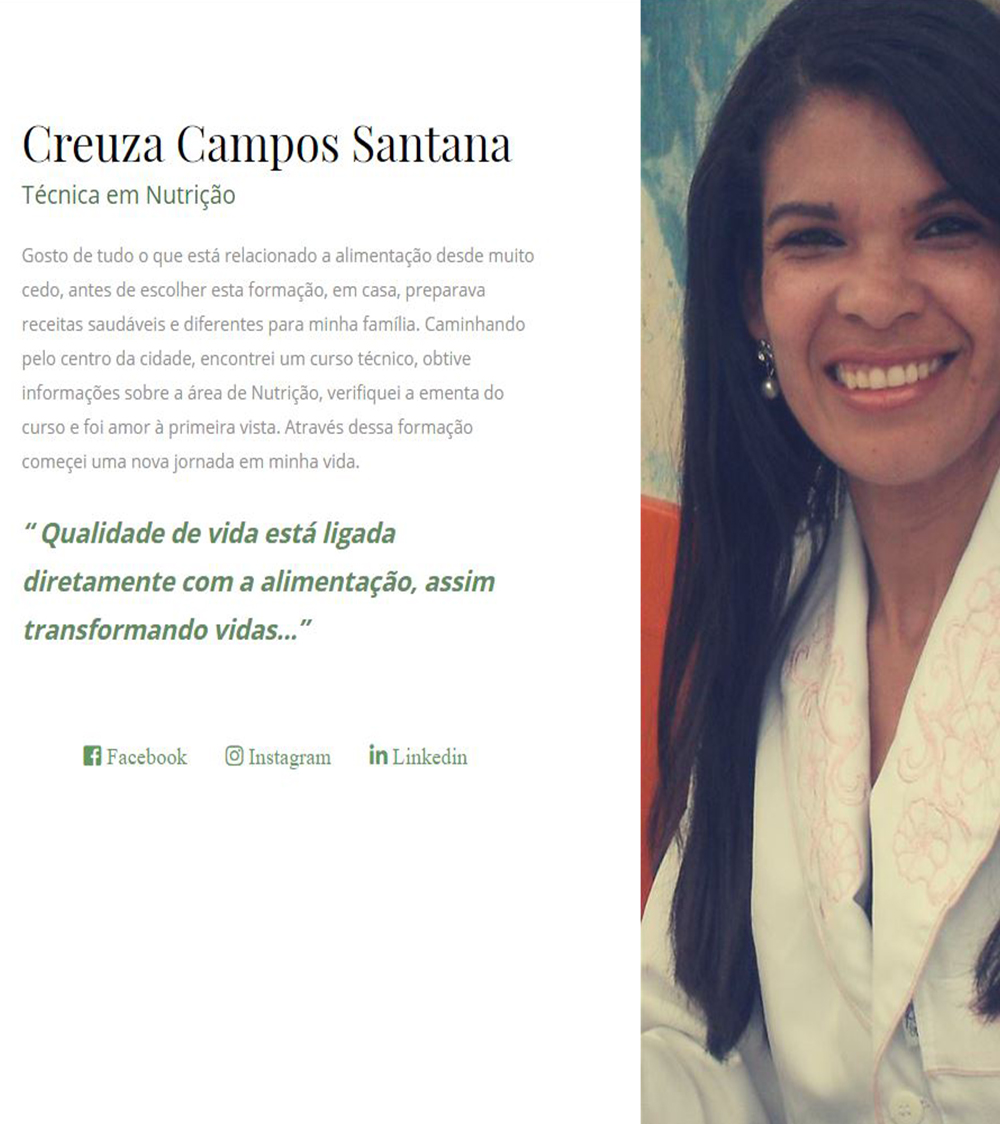 Creuza Campos Santana
Técnica em Nutrição
Gosto de tudo o que está relacionado a alimentação desde muito
cedo, antes de escolher esta formação, em casa, preparava
receitas saudáveis e diferentes para minha família. Caminhando
pelo centro da cidade, encontrei um curso técnico, obtive
informações sobre a área de Nutrição, verifiquei a ementa do
curso e foi amor à primeira vista. Através dessa formação
começei uma nova jornada em minha vida.
“ Qualidade de vida está ligada
diretamente com a alimentação, assim
transformando vidas...”
Facebook Instagram Linkedin